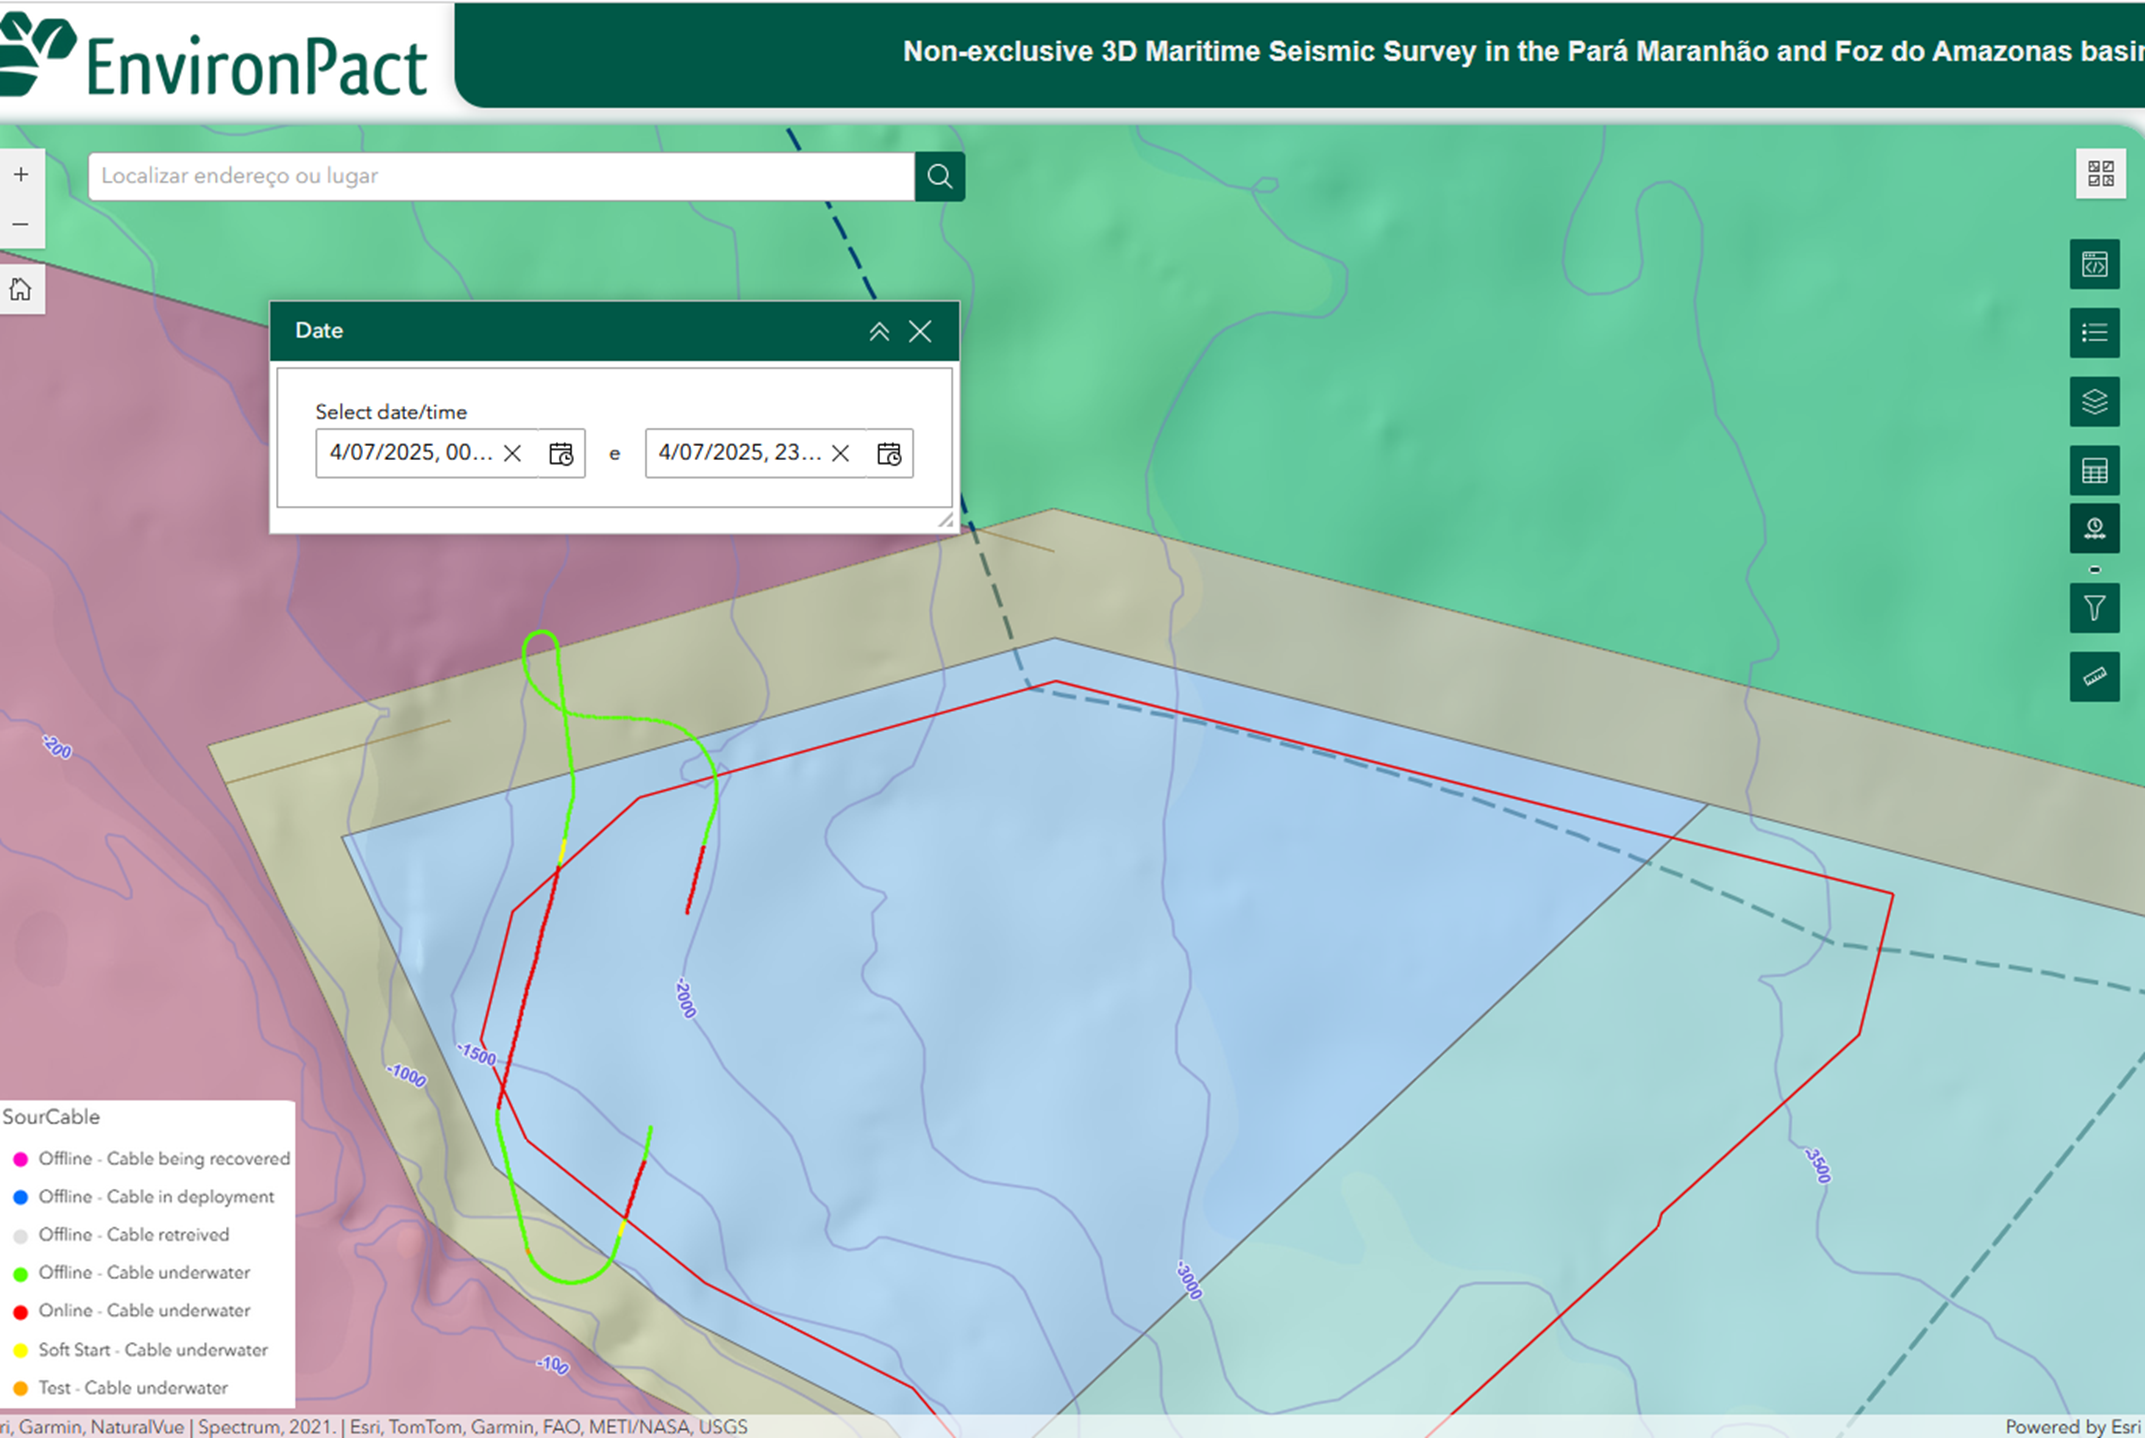 EnvironPact
Non-exclusive 3D Maritime Seismic Survey in the Pará Maranhão and Foz do Amazonas
Localizar endereço ou lugar
Date
Select date/time
4/07/2025, 00...
e
4/07/2025, 23...
-200
-1000
-1500
-2000
-3000
-3500
-100
SourCable
Offline - Cable being recovered
Offline - Cable in deployment
Offline - Cable retreived
Offline - Cable underwater
Online - Cable underwater
Soft Start - Cable underwater
Test - Cable underwater
Garmin, NaturalVue | Spectrum, 2021. | Esri, TomTom, Garmin, FAO, METI/NASA, USGS
Powered by Esri